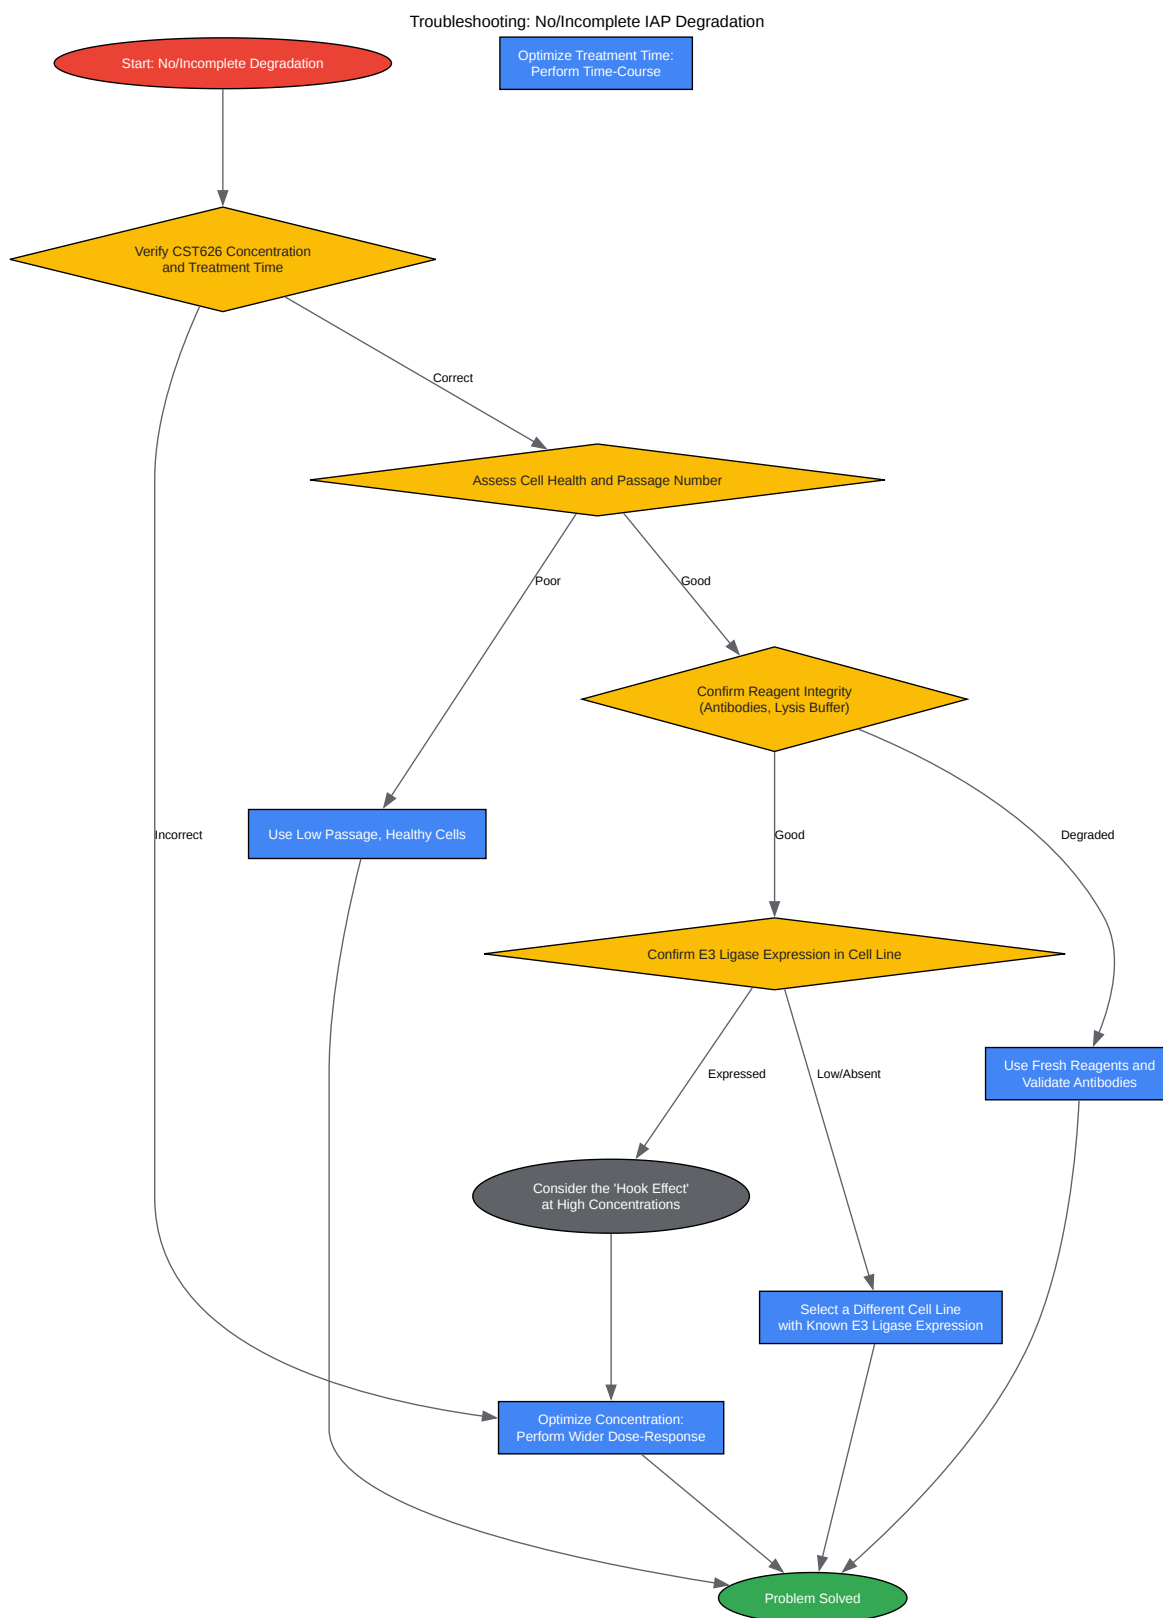 Troubleshooting: No/Incomplete IAP Degradation
Start: No/Incomplete Degradation
Optimize Treatment Time:
Perform Time-Course
Verify CST626 Concentration
and Treatment Time
Correct
Assess Cell Health and Passage Number
Poor
Good
Confirm Reagent Integrity
(Antibodies, Lysis Buffer)
Incorrect
Use Low Passage, Healthy Cells
Good
Degraded
Confirm E3 Ligase Expression in Cell Line
Expressed
Low/Absent
Use Fresh Reagents and
Validate Antibodies
Consider the 'Hook Effect'
at High Concentrations
Select a Different Cell Line
with Known E3 Ligase Expression
Optimize Concentration:
Perform Wider Dose-Response
Problem Solved